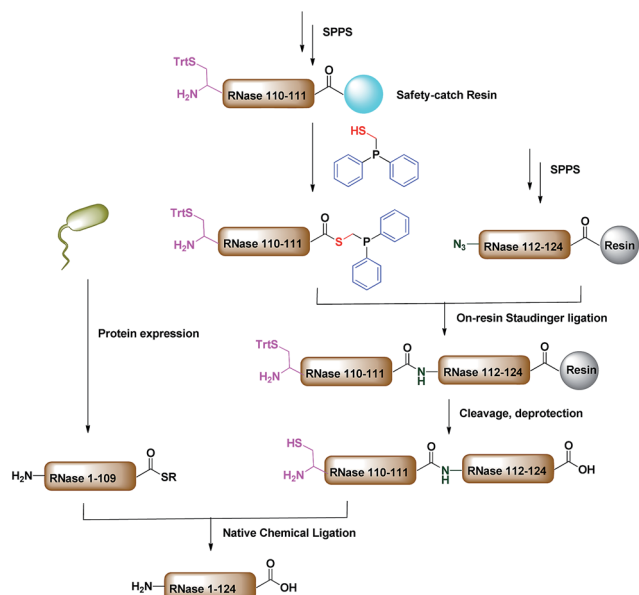 SPPS
TrtS
O
H₂N
RNase 110-111
Safety-catch Resin
HS
P
SPPS
TrtS
O
H₂N
RNase 110-111
S
P
N₃
RNase 112-124
O
Resin
Protein expression
On-resin Staudinger ligation
TrtS
O
O
H₂N
RNase 110-111
N
H
RNase 112-124
Resin
Cleavage, deprotection
HS
O
O
H₂N
RNase 1-109
O
SR
H₂N
RNase 110-111
N
H
RNase 112-124
OH
Native Chemical Ligation
O
H₂N
RNase 1-124
OH